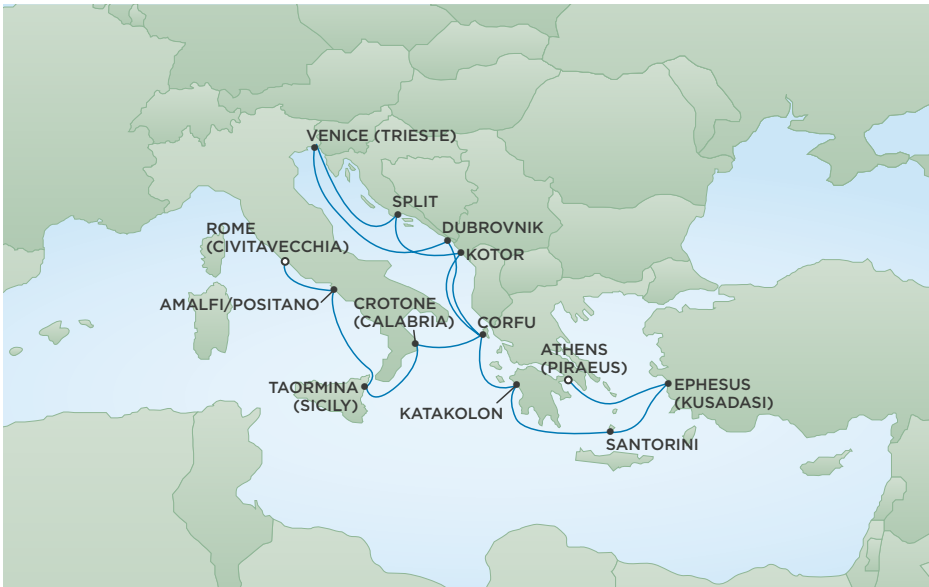 VENICE (TRIESTE)
SPLIT
ROME
(CIVITAVECCHIA)
DUBROVNIK
KOTOR
AMALFI/POSITANO
CROTONE
(CALABRIA)
CORFU
ATHENS
(PIRAEUS)
TAORMINA
(SICILY)
KATAKOLON
EPHESUS
(KUSADASI)
SANTORINI